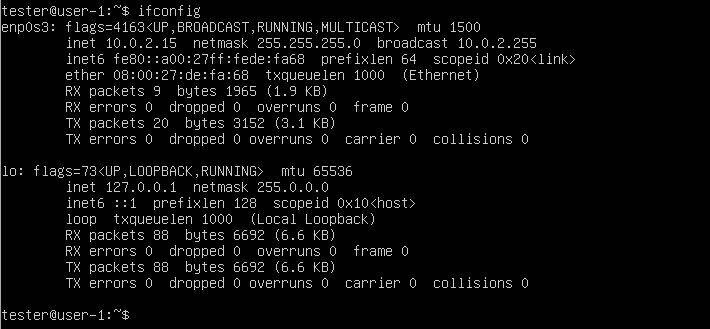 tester@user-1:~$ ifconfig
enp0s3: flags=4163<UP,BROADCAST,RUNNING,MULTICAST>  mtu 1500
        inet 10.0.2.15  netmask 255.255.255.0  broadcast 10.0.2.255
        inet6 fe80::a00:27ff:fede:fa68  prefixlen 64  scopeid 0x20<link>
        ether 08:00:27:de:fa:68  txqueuelen 1000  (Ethernet)
        RX packets 9  bytes 1965 (1.9 KB)
        RX errors 0  dropped 0  overruns 0  frame 0
        TX packets 20  bytes 3152 (3.1 KB)
        TX errors 0  dropped 0 overruns 0  carrier 0  collisions 0

lo: flags=73<UP,LOOPBACK,RUNNING>  mtu 65536
        inet 127.0.0.1  netmask 255.0.0.0
        inet6 ::1  prefixlen 128  scopeid 0x10<host>
        loop  txqueuelen 1000  (Local Loopback)
        RX packets 88  bytes 6692 (6.6 KB)
        RX errors 0  dropped 0  overruns 0  frame 0
        TX packets 88  bytes 6692 (6.6 KB)
        TX errors 0  dropped 0 overruns 0  carrier 0  collisions 0

tester@user-1:~$